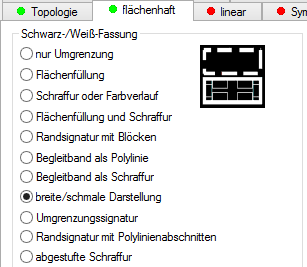 Topologie flächenhaft linear
Schwarz-/Weiß-Fassung
nur Umgrenzung
Flächenfüllung
Schraffur oder Farbverlauf
Flächenfüllung und Schraffur
Randsignatur mit Blöcken
Begleitband als Polylinie
Begleitband als Schraffur
breite/schmale Darstellung
Umgrenzungssignatur
Randsignatur mit Polylinienabschnitten
abgestufte Schraffur